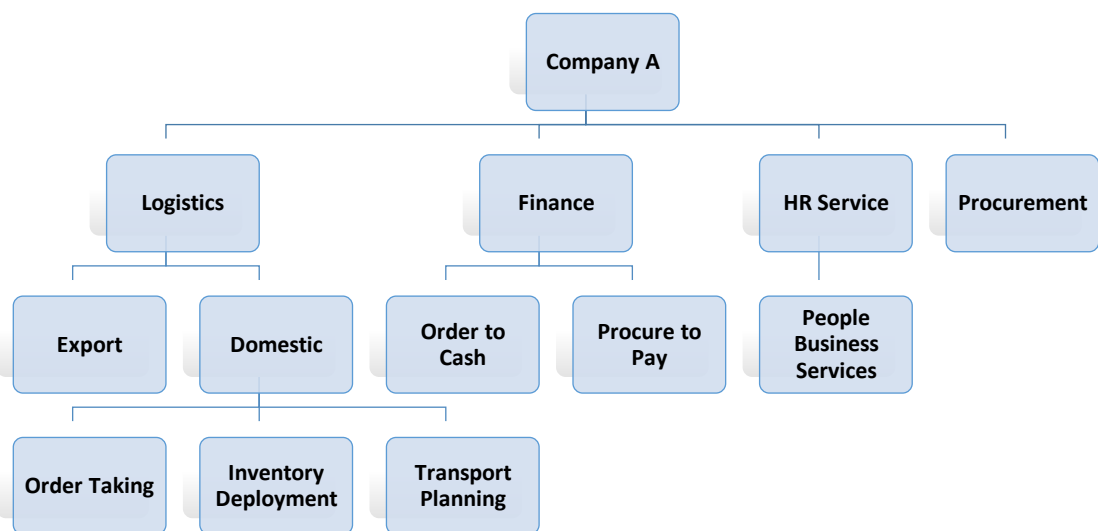 Company A
Logistics
Finance
HR Service
Procurement
Export
Domestic
Order to
Cash
Procure to
Pay
People
Business
Services
Order Taking
Inventory
Deployment
Transport
Planning